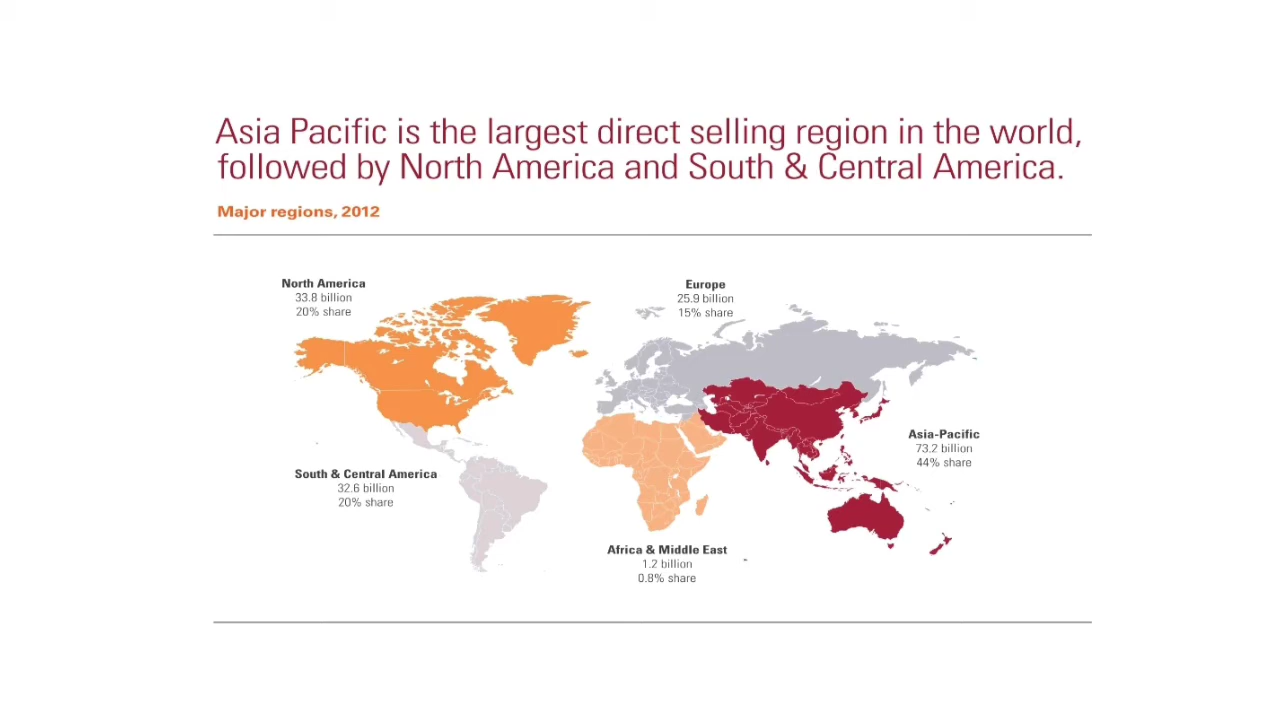 Asia Pacific is the largest direct selling region in the world,
followed by North America and South & Central America.
Major regions, 2012
North America
33.8 billion
20% share
Europe
25.9 billion
15% share
Asia-Pacific
73.2 billion
44% share
South & Central America
32.6 billion
20% share
Africa & Middle East
1.2 billion
0.8% share